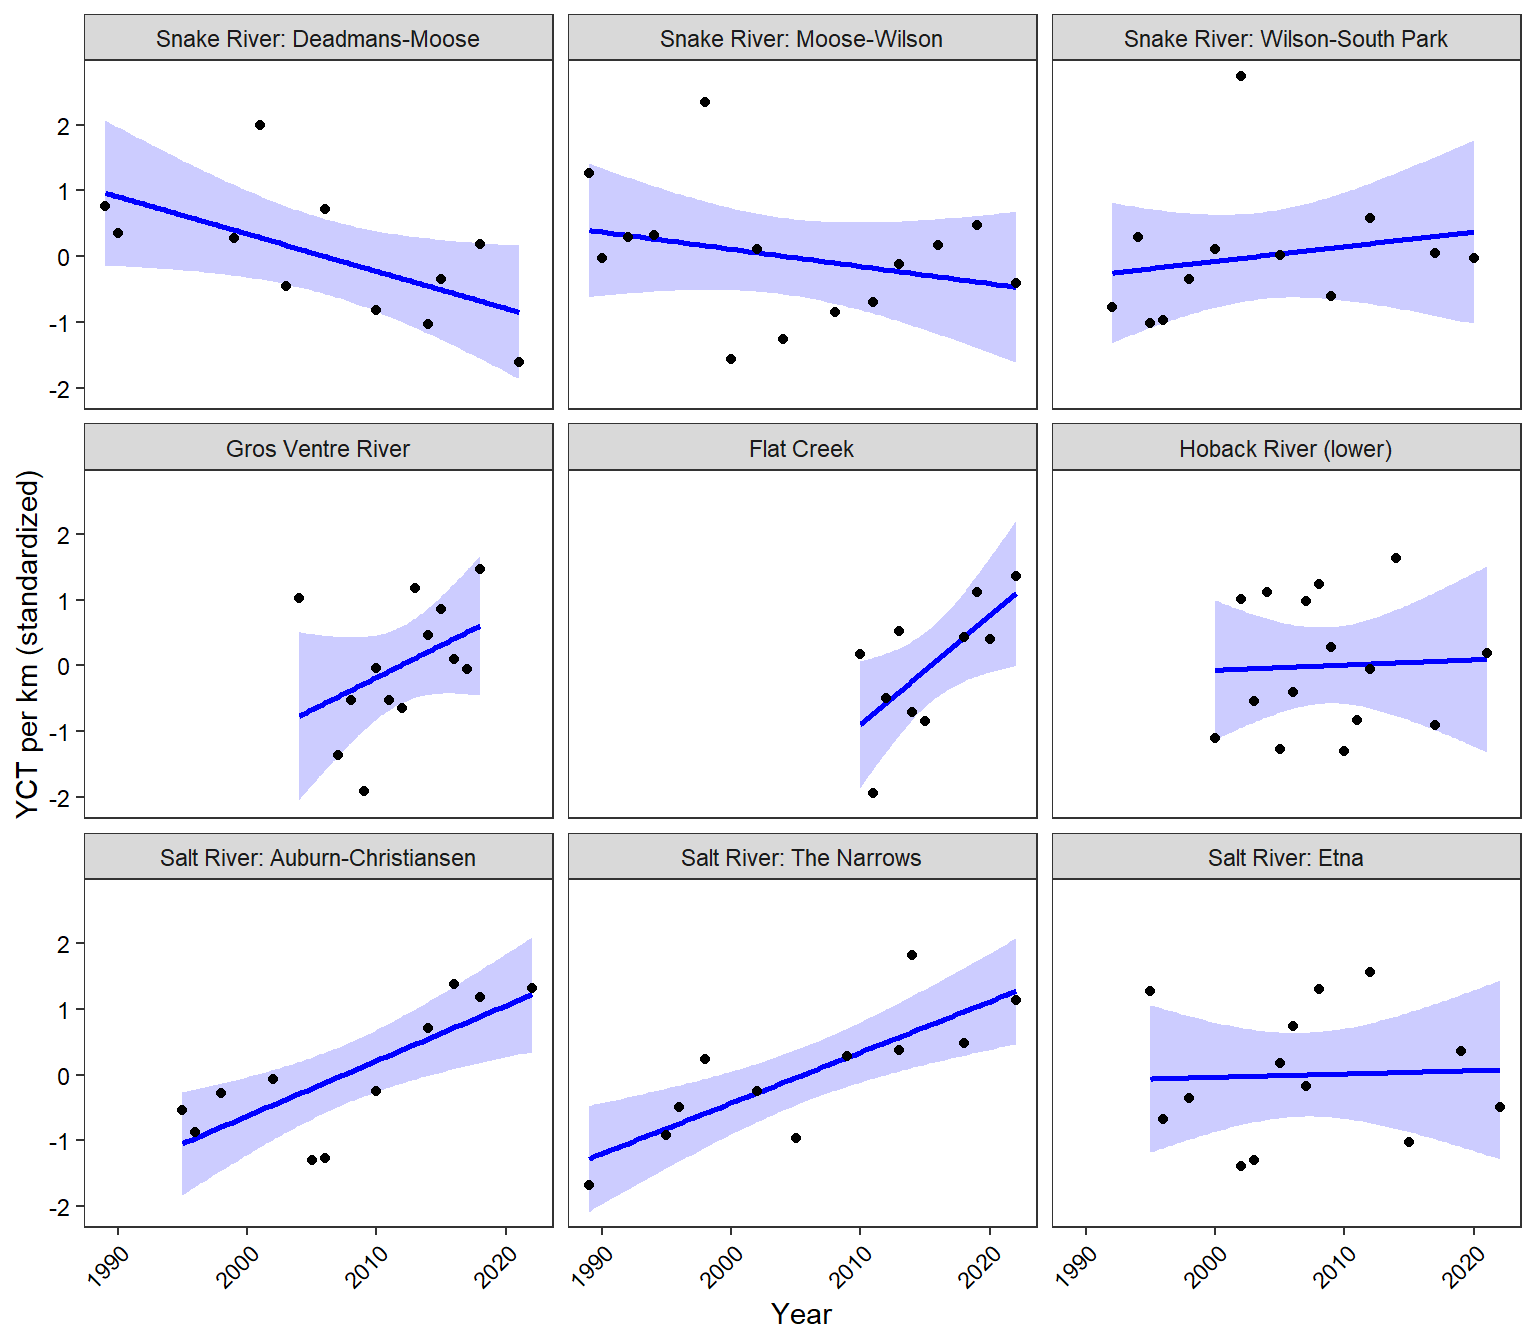 Snake River: Deadmans-Moose
Snake River: Moose-Wilson
Snake River: Wilson-South Park
2
1
0
-1
-2
Gros Ventre River
Flat Creek
Hoback River (lower)
2
1
0
-1
-2
YCT per km (standardized)
Salt River: Auburn-Christiansen
Salt River: The Narrows
Salt River: Etna
2
1
0
-1
-2
1990
2000
2010
2020
1990
2000
2010
2020
1990
2000
2010
2020
Year